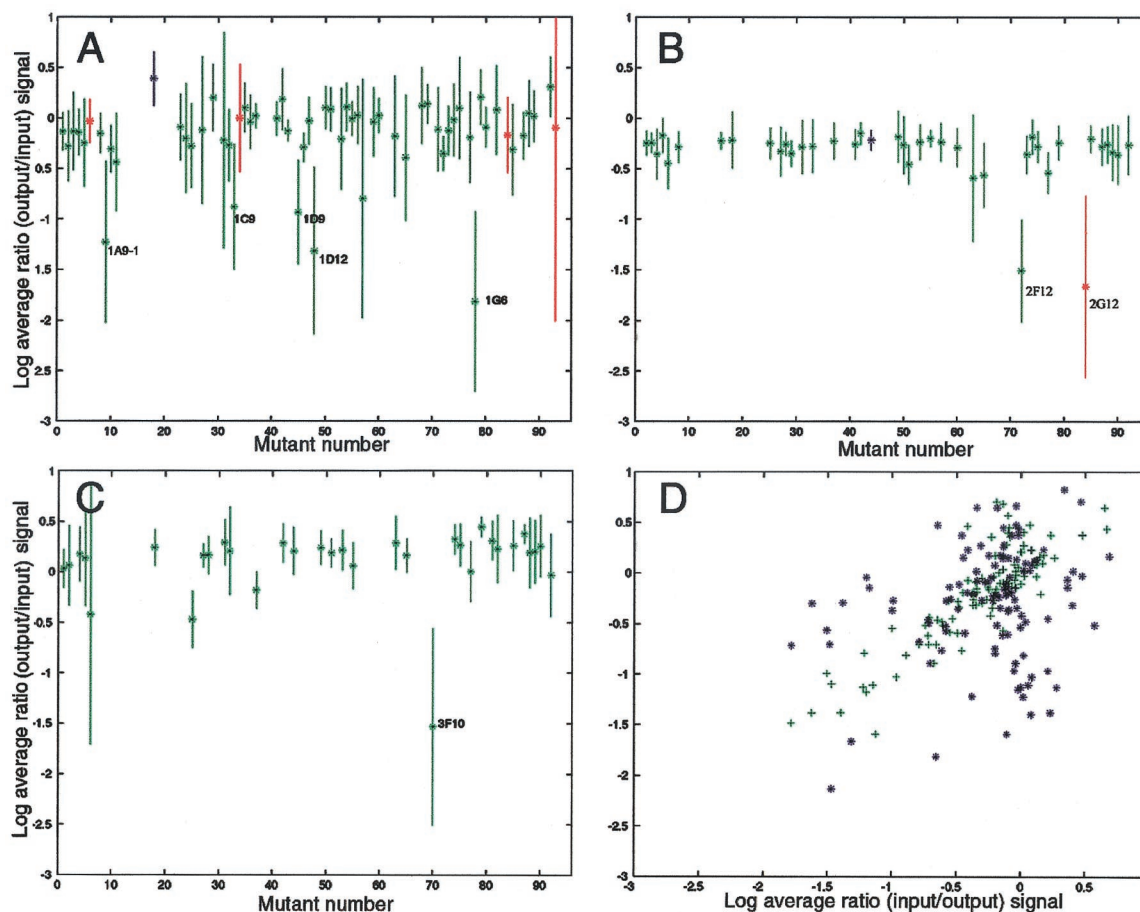 A
Log average ratio (output/input) signal
1
0.5
0
-0.5
-1
-1.5
-2
-2.5
-3
1A9-1
1C9
1D9
1D12
1G6
0 10 20 30 40 50 60 70 80 90
Mutant number
B
1
0.5
0
-0.5
-1
-1.5
-2
-2.5
-3
2F12
2G12
0 10 20 30 40 50 60 70 80 90
Mutant number
C
Log average ratio (output/input) signal
1
0.5
0
-0.5
-1
-1.5
-2
-2.5
-3
3F10
0 10 20 30 40 50 60 70 80 90
Mutant number
D
1
0.5
0
-0.5
-1
-1.5
-2
-2.5
-3
-3 -2 -1.5 -1 -0.5 0 0.5
Log average ratio (input/output) signal